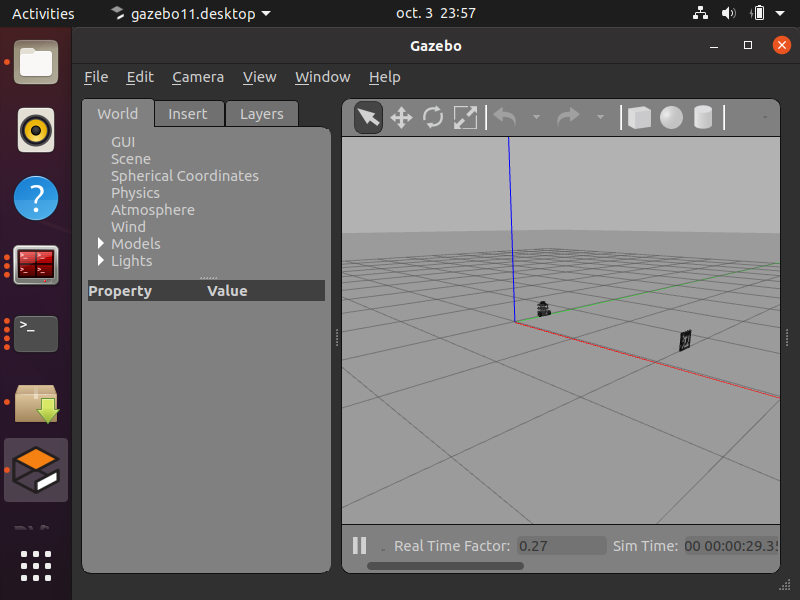 Activities gazebo11.desktop oct. 3 23:57
Gazebo
File Edit Camera View Window Help
World Insert Layers
GUI
Scene
Spherical Coordinates
Physics
Atmosphere
Wind
Models
Lights
Property Value
Real Time Factor: 0.27 Sim Time: 00 00:00:29.35